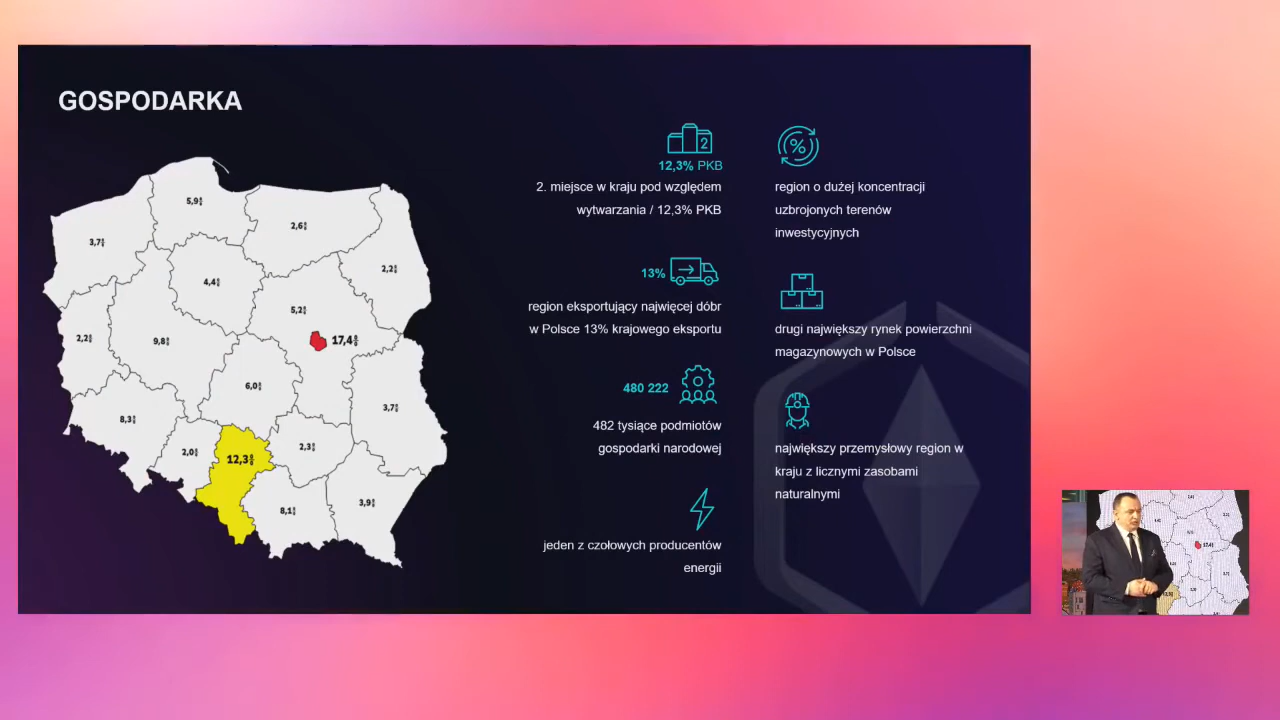 GOSPODARKA
5,9%
3,7%
2,6%
2,2%
4,4%
5,2%
17,4%
2,2%
9,8%
6,0%
3,7%
8,3%
2,0%
12,3%
2,3%
8,1%
3,9%
2
12,3% PKB
2. miejsce w kraju pod względem
wytwarzania / 12,3% PKB
13%
region eksportujący najwięcej dóbr
w Polsce 13% krajowego eksportu
480 222
482 tysiące podmiotów
gospodarki narodowej
jeden z czołowych producentów
energii
%
region o dużej koncentracji
uzbrojonych terenów
inwestycyjnych
drugi największy rynek powierzchni
magazynowych w Polsce
największy przemysłowy region w
kraju z licznymi zasobami
naturalnymi
17,4